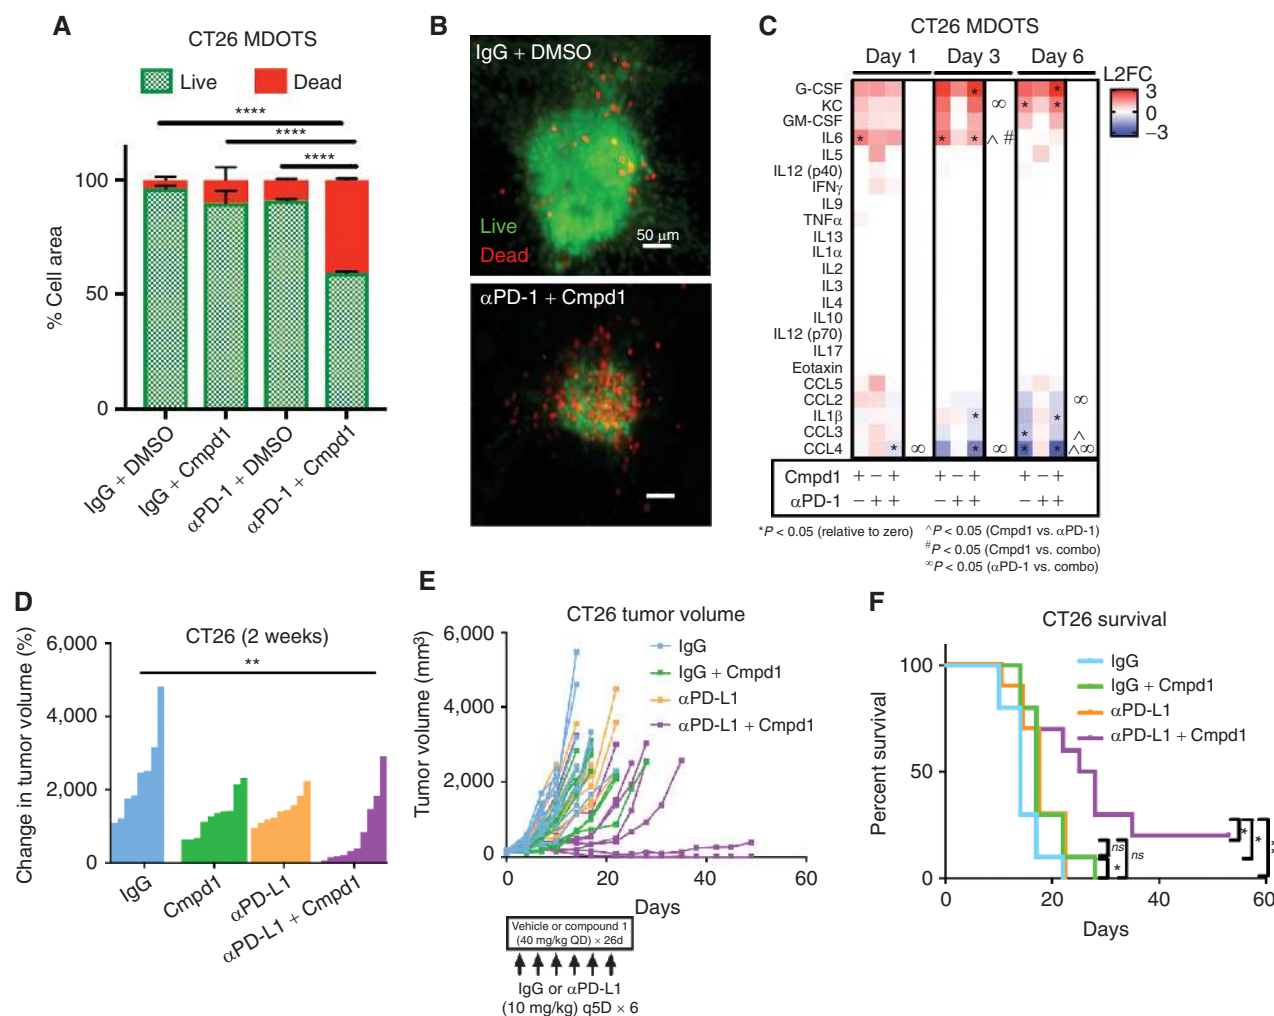 A
CT26 MDOTS
Live
Dead
****
****
****
% Cell area
100
50
0
IgG + DMSO
IgG + Cmpd1
αPD-1 + DMSO
αPD-1 + Cmpd1
B
IgG + DMSO
Live
Dead
50 μm
αPD-1 + Cmpd1
C
CT26 MDOTS
Day 1
Day 3
Day 6
L2FC
3
0
−3
G-CSF * *
KC ∞ * *
GM-CSF
IL6 * * * ^ #
IL5
IL12 (p40)
IFNγ
IL9
TNFα
IL13
IL1α
IL2
IL3
IL4
IL10
IL12 (p70)
IL17
Eotaxin
CCL5
CCL2 ∞
IL1β * *
CCL3 * ^
CCL4 * ∞ * ∞ * * ^∞
Cmpd1 + − + + − + + − +
αPD-1 − + + − + + − + +
*P < 0.05 (relative to zero)
^P < 0.05 (Cmpd1 vs. αPD-1)
#P < 0.05 (Cmpd1 vs. combo)
∞P < 0.05 (αPD-1 vs. combo)
D
CT26 (2 weeks)
**
Change in tumor volume (%)
6,000
4,000
2,000
0
IgG
Cmpd1
αPD-L1
αPD-L1 + Cmpd1
E
CT26 tumor volume
Tumor volume (mm³)
6,000
4,000
2,000
0
0 20 40 60
Days
IgG
IgG + Cmpd1
αPD-L1
αPD-L1 + Cmpd1
Vehicle or compound 1
(40 mg/kg QD) × 26d
IgG or αPD-L1
(10 mg/kg) q5D × 6
F
CT26 survival
Percent survival
100
50
0
0 20 40 60
Days
IgG
IgG + Cmpd1
αPD-L1
αPD-L1 + Cmpd1
ns
*
ns
*
*